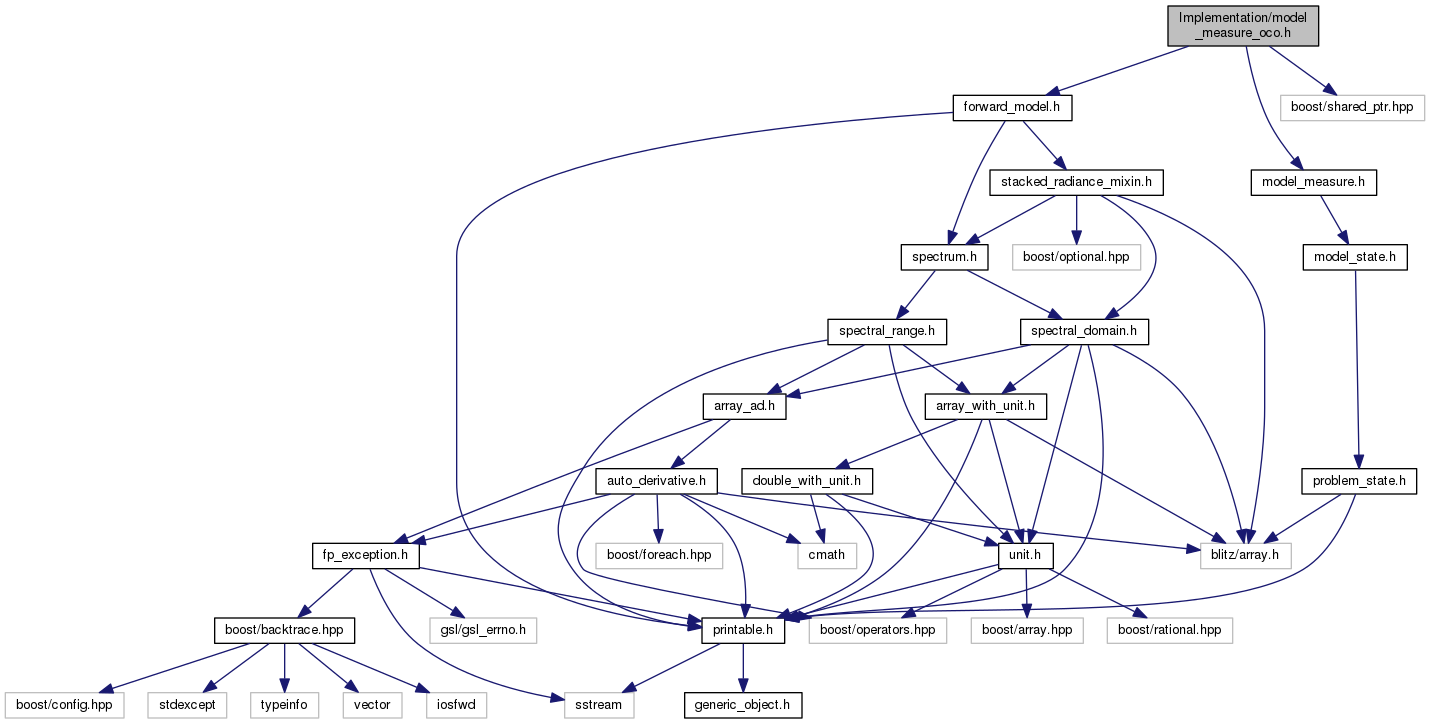 Implementation/model
_measure_oco.h
forward_model.h
boost/shared_ptr.hpp
stacked_radiance_mixin.h
model_measure.h
spectrum.h
boost/optional.hpp
model_state.h
spectral_range.h
spectral_domain.h
array_ad.h
array_with_unit.h
auto_derivative.h
double_with_unit.h
problem_state.h
fp_exception.h
boost/foreach.hpp
cmath
unit.h
blitz/array.h
boost/backtrace.hpp
gsl/gsl_errno.h
printable.h
boost/operators.hpp
boost/array.hpp
boost/rational.hpp
boost/config.hpp
stdexcept
typeinfo
vector
iosfwd
sstream
generic_object.h